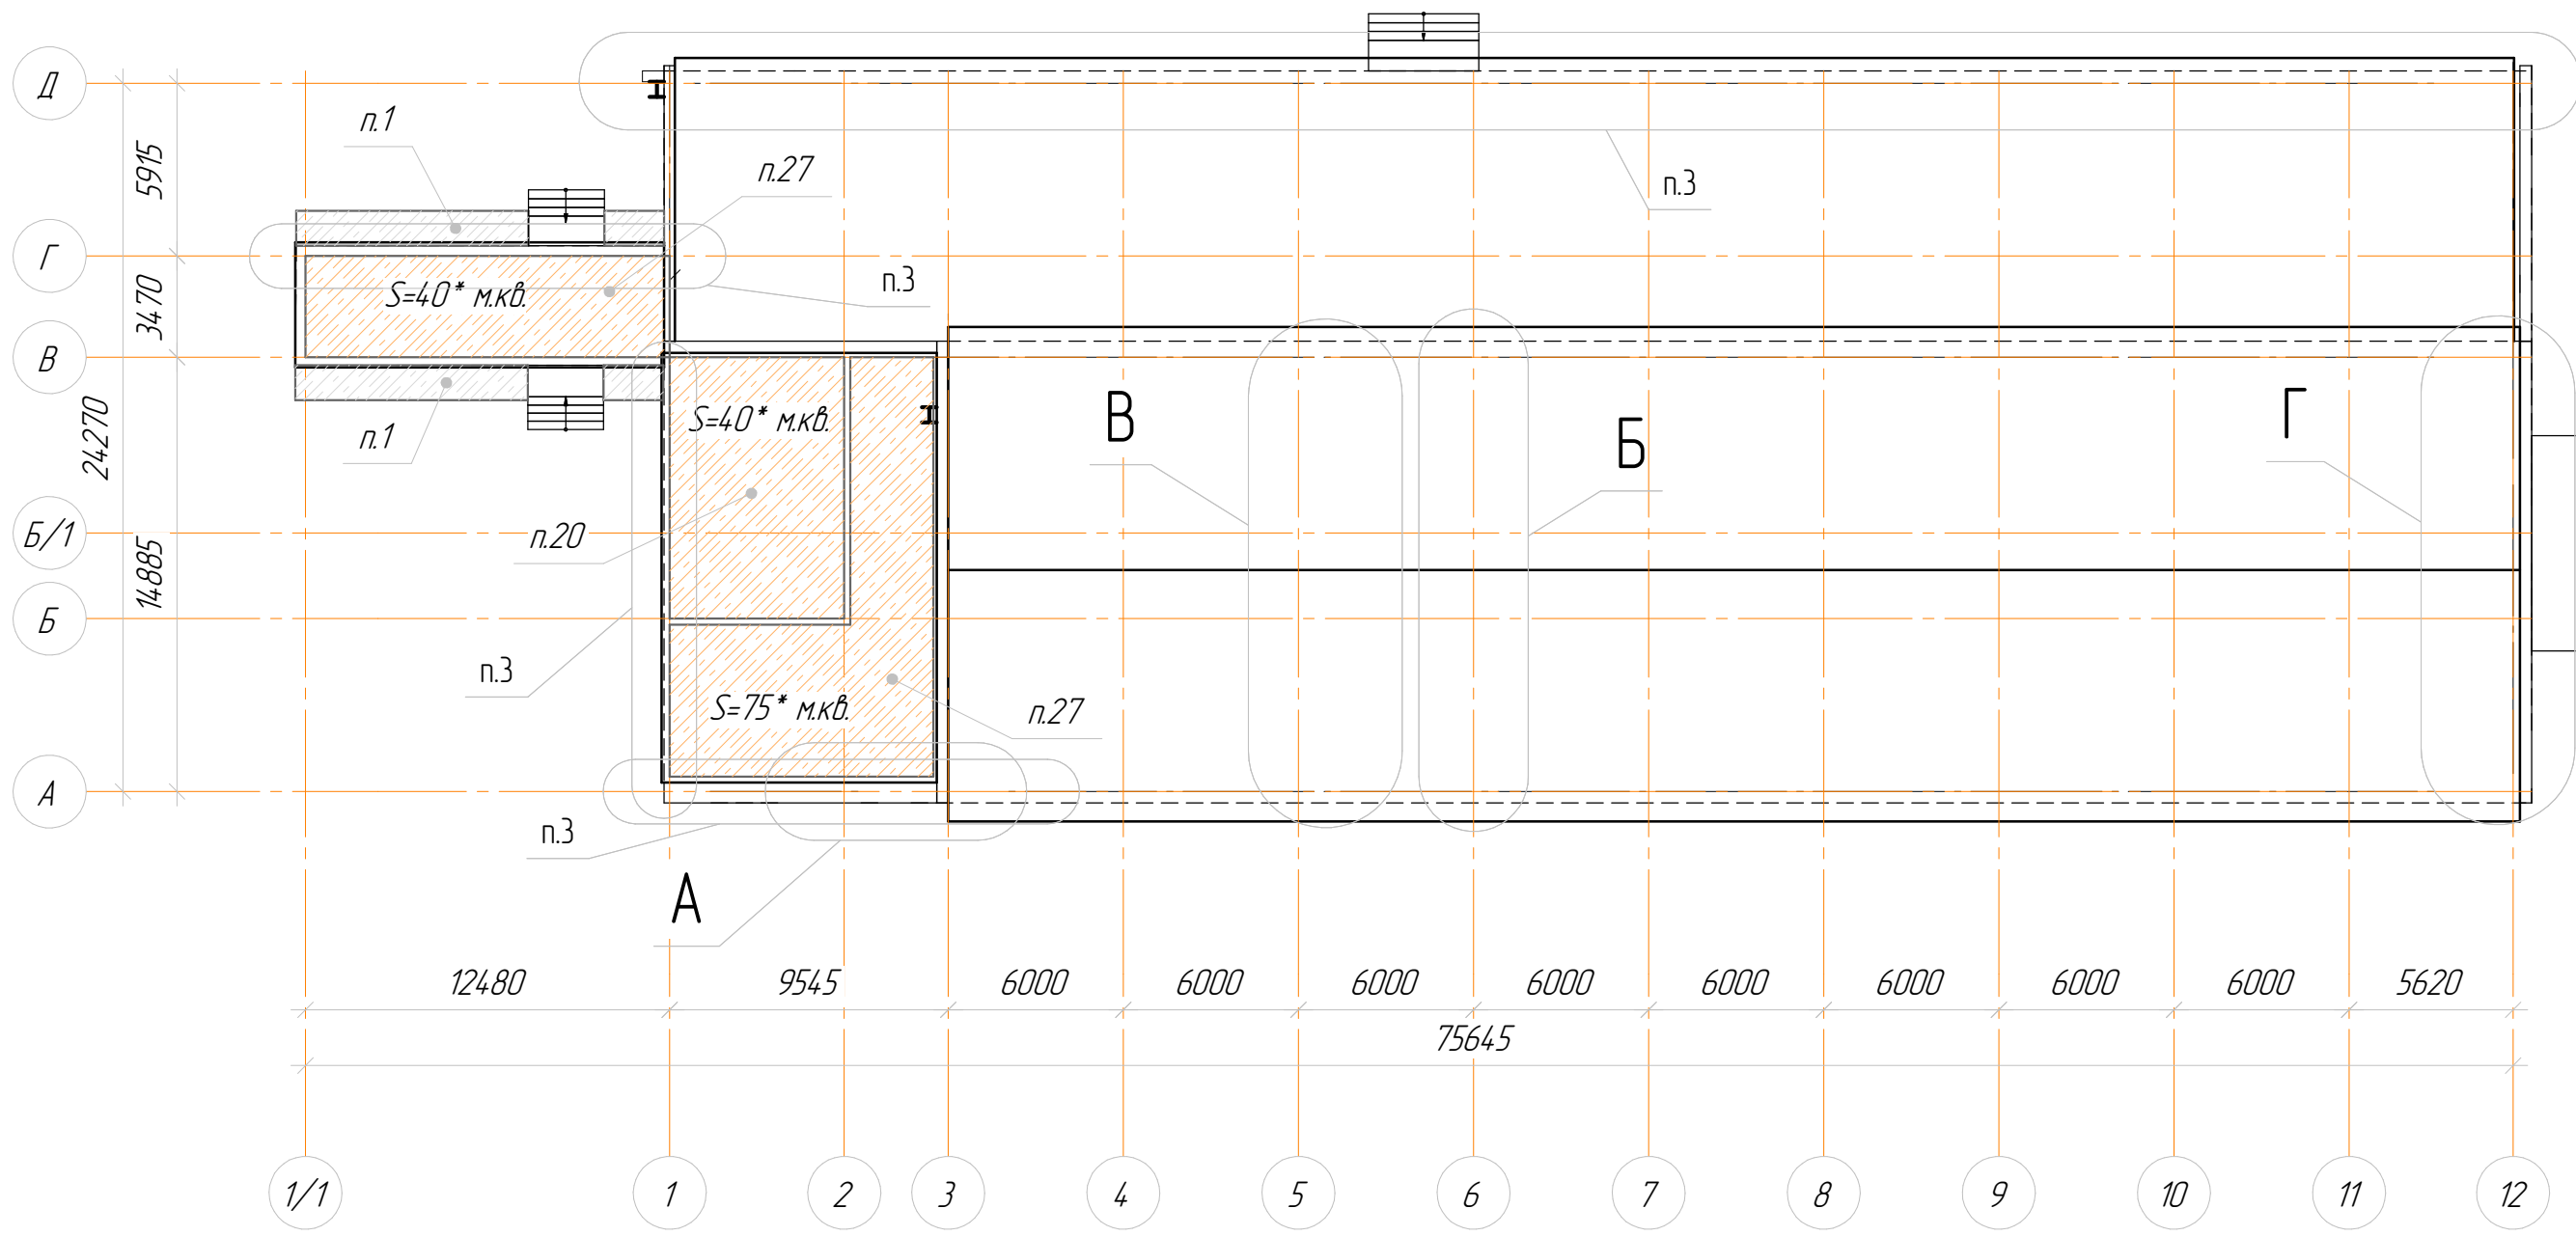 Д
п.1
5915
п.27
п.3
Г
S=40* м.кв.
п.3
3470
В
24270
п.1
S=40* м.кв.
В
Б
Г
Б/1
п.20
14885
Б
п.3
S=75* м.кв.
п.27
А
п.3
А
12480 9545 6000 6000 6000 6000 6000 6000 6000 6000 5620
75645
1/1 1 2 3 4 5 6 7 8 9 10 11 12